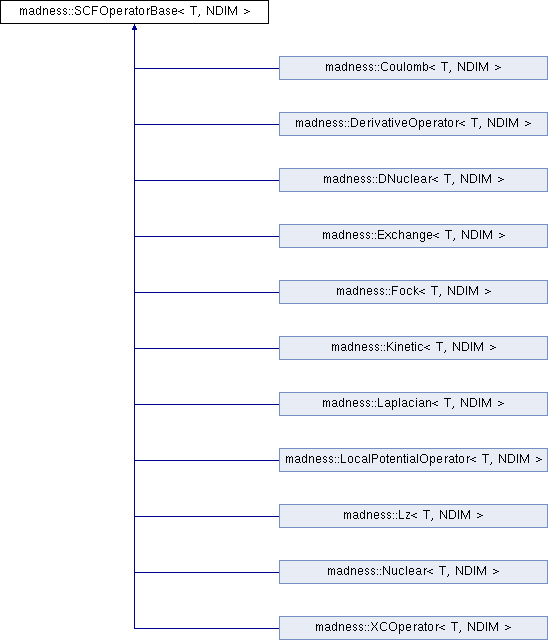 madness::SCFOperatorBase< T, NDIM >
madness::Coulomb< T, NDIM >
madness::DerivativeOperator< T, NDIM >
madness::DNuclear< T, NDIM >
madness::Exchange< T, NDIM >
madness::Fock< T, NDIM >
madness::Kinetic< T, NDIM >
madness::Laplacian< T, NDIM >
madness::LocalPotentialOperator< T, NDIM >
madness::Lz< T, NDIM >
madness::Nuclear< T, NDIM >
madness::XCOperator< T, NDIM >